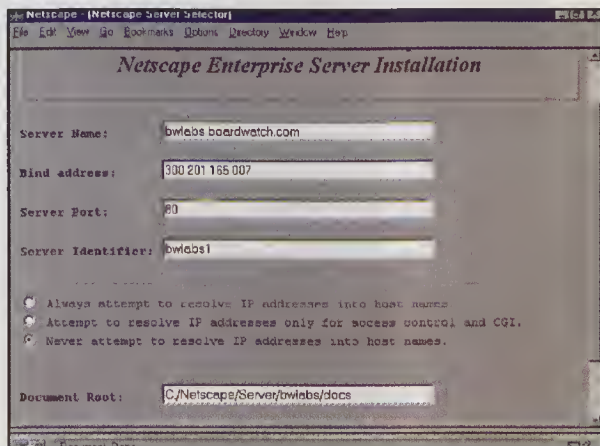 Netscape - [Netscape Server Selector]
File Edit View Go Bookmarks Options Directory Window Help
Netscape Enterprise Server Installation
Server Name: bwlabs.boardwatch.com
Bind address: 300 201 165 007
Server Port: 80
Server Identifier: bwlabs1
Always attempt to resolve IP addresses into host names
Attempt to resolve IP addresses only for access control and CGI.
Never attempt to resolve IP addresses into host names.
Document Root: C:/Netscape/Server/bwlabs/docs
Document Done